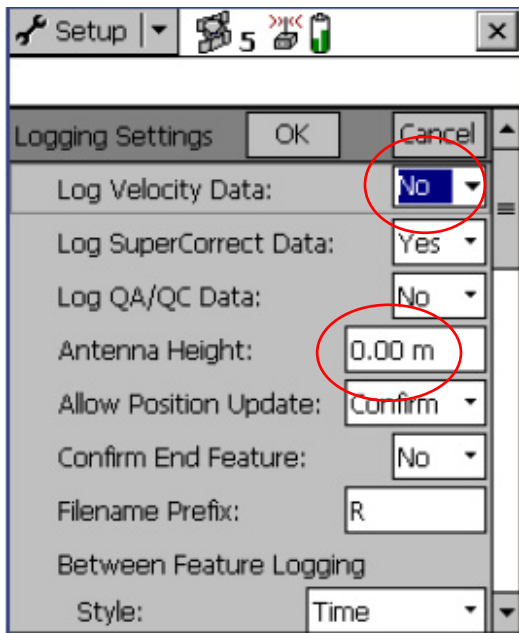 Setup 5
Logging Settings OK Cancel
Log Velocity Data: No
Log SuperCorrect Data: Yes
Log QA/QC Data: No
Antenna Height: 0.00 m
Allow Position Update: Confirm
Confirm End Feature: No
Filename Prefix: R
Between Feature Logging
Style: Time